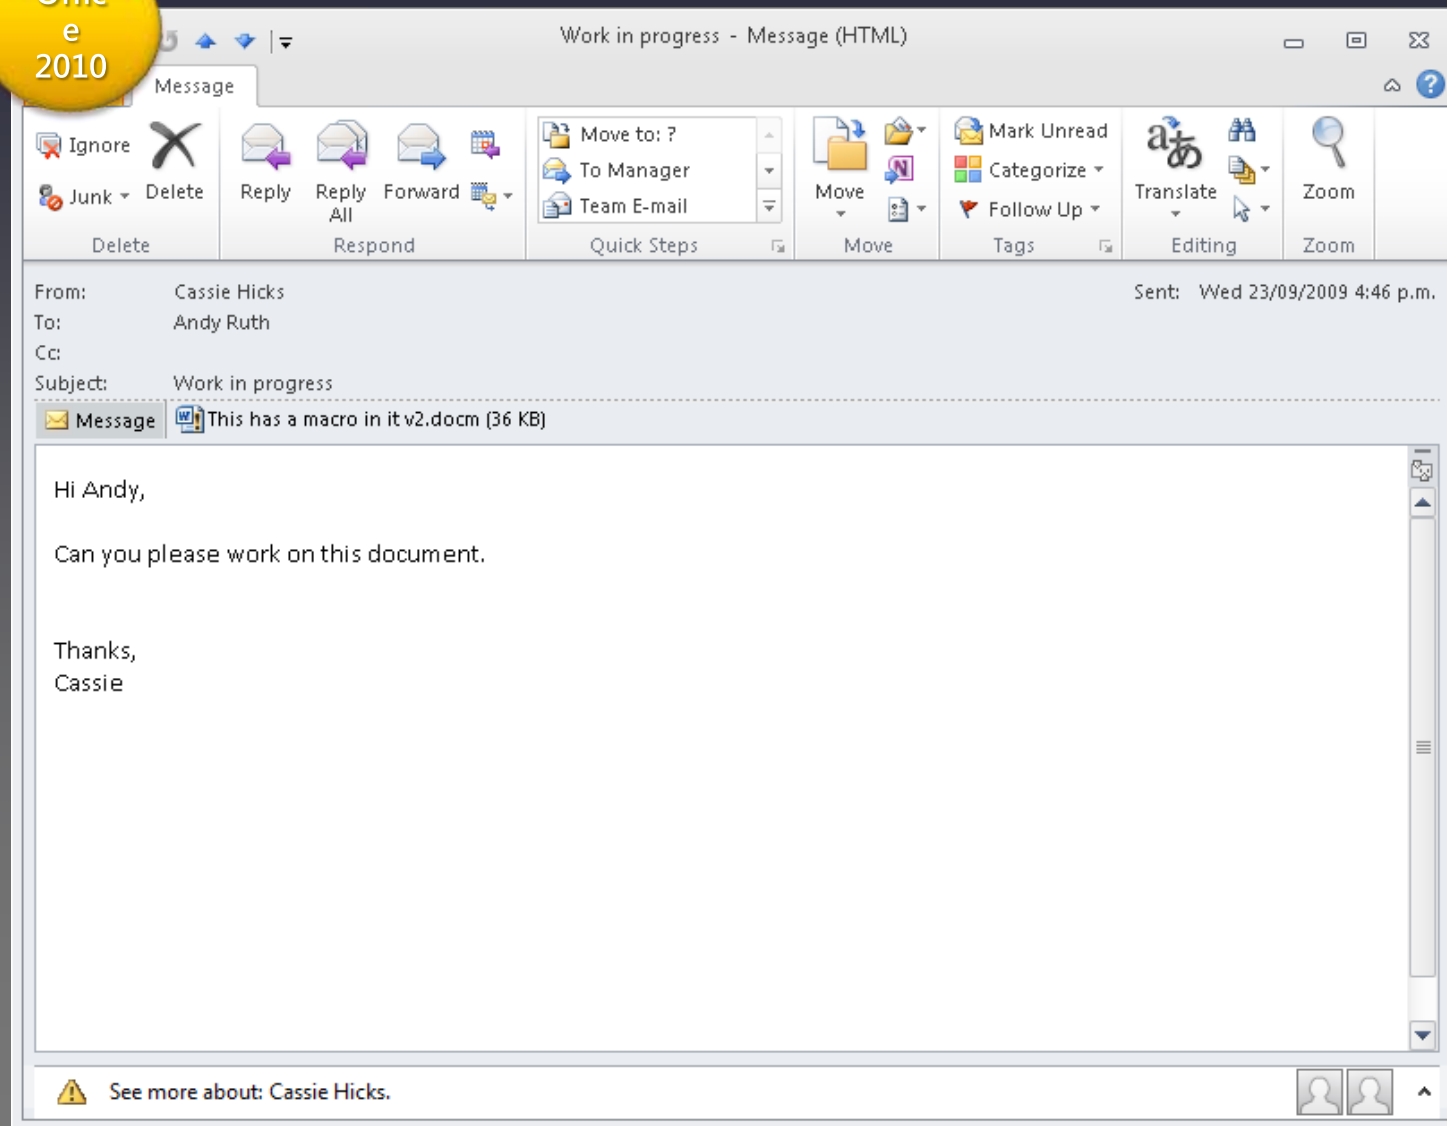 e
2010
Work in progress - Message (HTML)
Message
Ignore
Junk
Delete
Reply
Reply All
Forward
Move to: ?
To Manager
Team E-mail
Move
Mark Unread
Categorize
Follow Up
Translate
Zoom
Delete
Respond
Quick Steps
Move
Tags
Editing
Zoom
From: Cassie Hicks
Sent: Wed 23/09/2009 4:46 p.m.
To: Andy Ruth
Cc:
Subject: Work in progress
Message
This has a macro in it v2.docm (36 KB)
Hi Andy,
Can you please work on this document.
Thanks,
Cassie
See more about: Cassie Hicks.